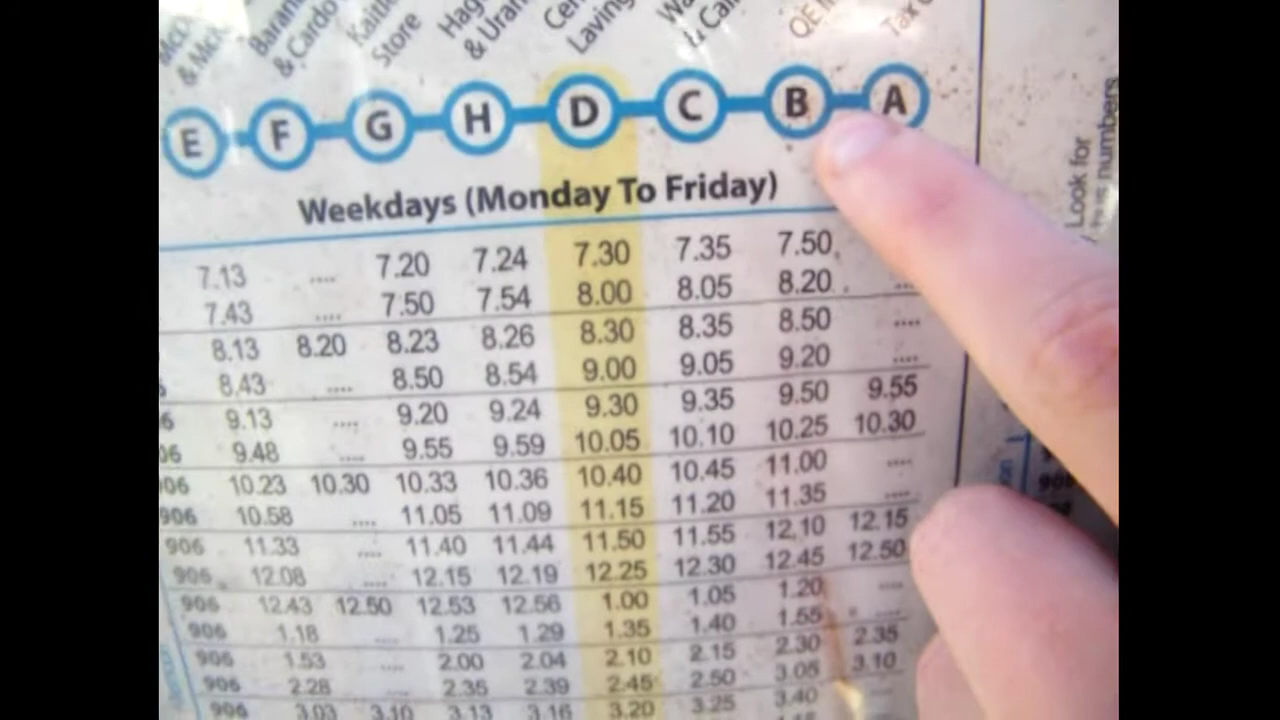 & Cardo
Store
& Uran
Laving
& Cam
Tax
E F G H D C B A
Weekdays (Monday To Friday)
7.13 .... 7.20 7.24 7.30 7.35 7.50
7.43 .... 7.50 7.54 8.00 8.05 8.20 ....
8.13 8.20 8.23 8.26 8.30 8.35 8.50 ....
8.43 .... 8.50 8.54 9.00 9.05 9.20 ....
6 9.13 .... 9.20 9.24 9.30 9.35 9.50 9.55
06 9.48 .... 9.55 9.59 10.05 10.10 10.25 10.30
906 10.23 10.30 10.33 10.36 10.40 10.45 11.00 ....
906 10.58 .... 11.05 11.09 11.15 11.20 11.35 ....
906 11.33 .... 11.40 11.44 11.50 11.55 12.10 12.15
906 12.08 .... 12.15 12.19 12.25 12.30 12.45 12.50
906 12.43 12.50 12.53 12.56 1.00 1.05 1.20 ....
906 1.18 .... 1.25 1.29 1.35 1.40 1.55 ....
906 1.53 .... 2.00 2.04 2.10 2.15 2.30 2.35
906 2.28 .... 2.35 2.39 2.45 2.50 3.05 3.10
906 3.03 3.10 3.13 3.16 3.20 3.25 3.40
Look for
numbers